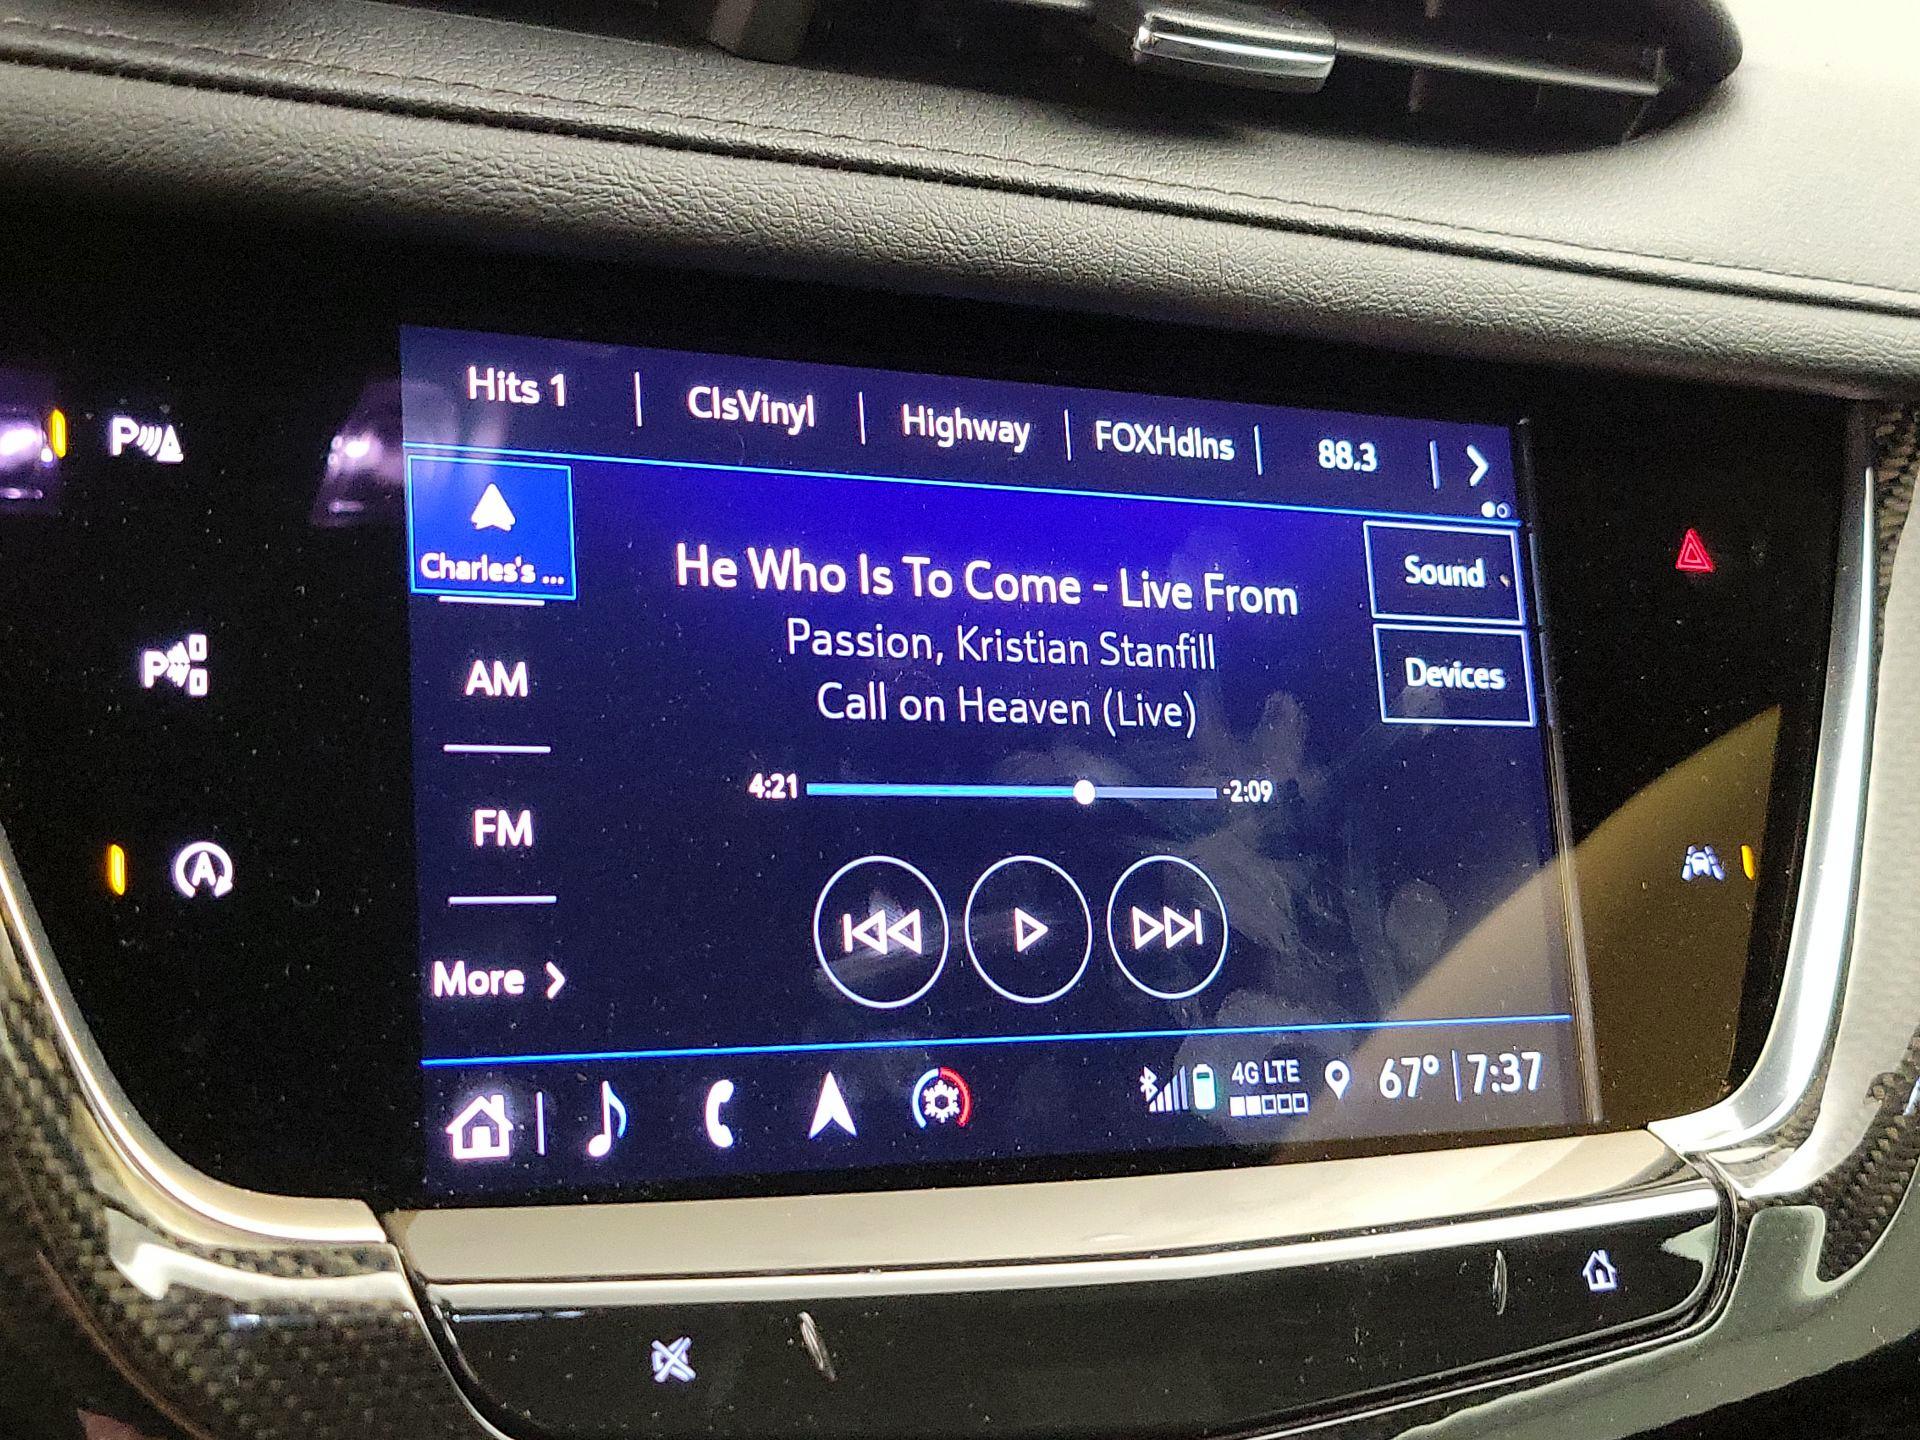 Hits 1 | ClsVinyl | Highway | FOXHdlns | 88.3
Charles's ...
He Who Is To Come - Live From
Passion, Kristian Stanfill
Call on Heaven (Live)
Sound
Devices
AM
4:21 -2:09
FM
More
4G LTE 67° | 7:37
P
P
A